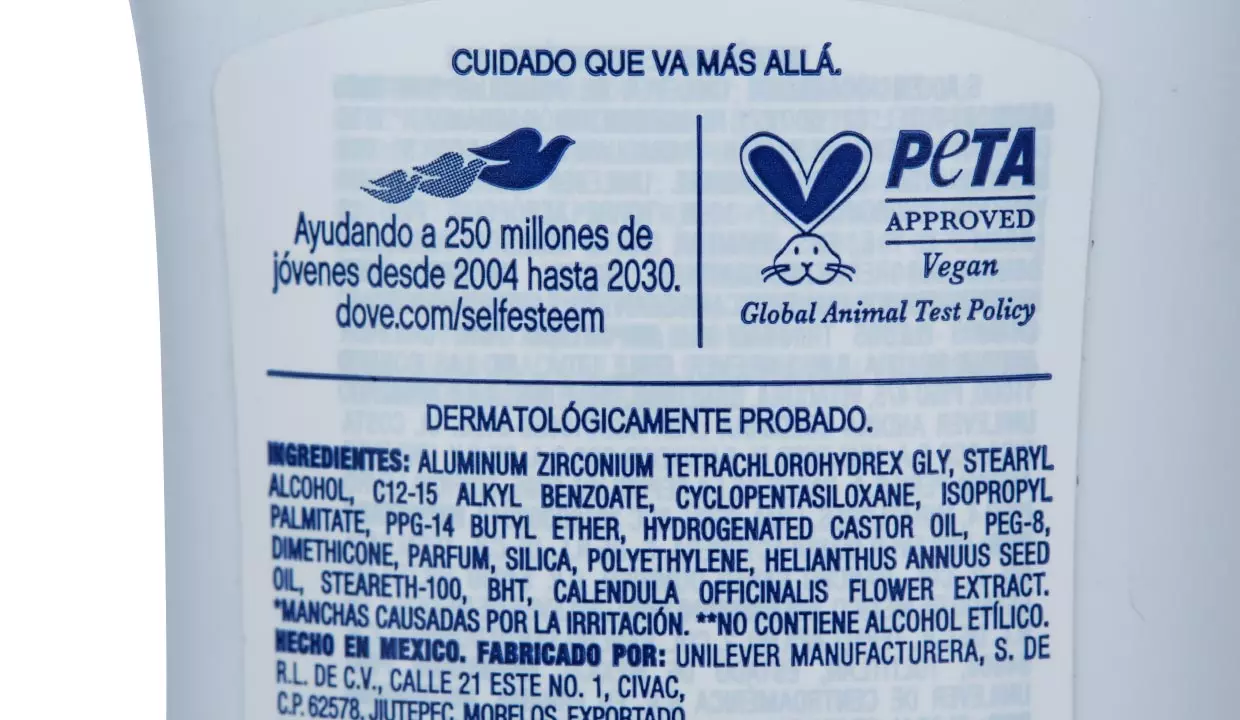 CUIDADO QUE VA MÁS ALLÁ.
Ayudando a 250 millones de
jóvenes desde 2004 hasta 2030.
dove.com/selfesteem
PETA
APPROVED
Vegan
Global Animal Test Policy
DERMATOLÓGICAMENTE PROBADO.
INGREDIENTES: ALUMINUM ZIRCONIUM TETRACHLOROHYDREX GLY, STEARYL
ALCOHOL, C12-15 ALKYL BENZOATE, CYCLOPENTASILOXANE, ISOPROPYL
PALMITATE, PPG-14 BUTYL ETHER, HYDROGENATED CASTOR OIL, PEG-8,
DIMETHICONE, PARFUM, SILICA, POLYETHYLENE, HELIANTHUS ANNUUS SEED
OIL, STEARETH-100, BHT, CALENDULA OFFICINALIS FLOWER EXTRACT.
*MANCHAS CAUSADAS POR LA IRRITACIÓN. **NO CONTIENE ALCOHOL ETÍLICO.
HECHO EN MEXICO. FABRICADO POR: UNILEVER MANUFACTURERA, S. DE
R.L. DE C.V., CALLE 21 ESTE NO. 1, CIVAC,
C.P. 62578, JIUTEPEC, MORELOS. EXPORTADO